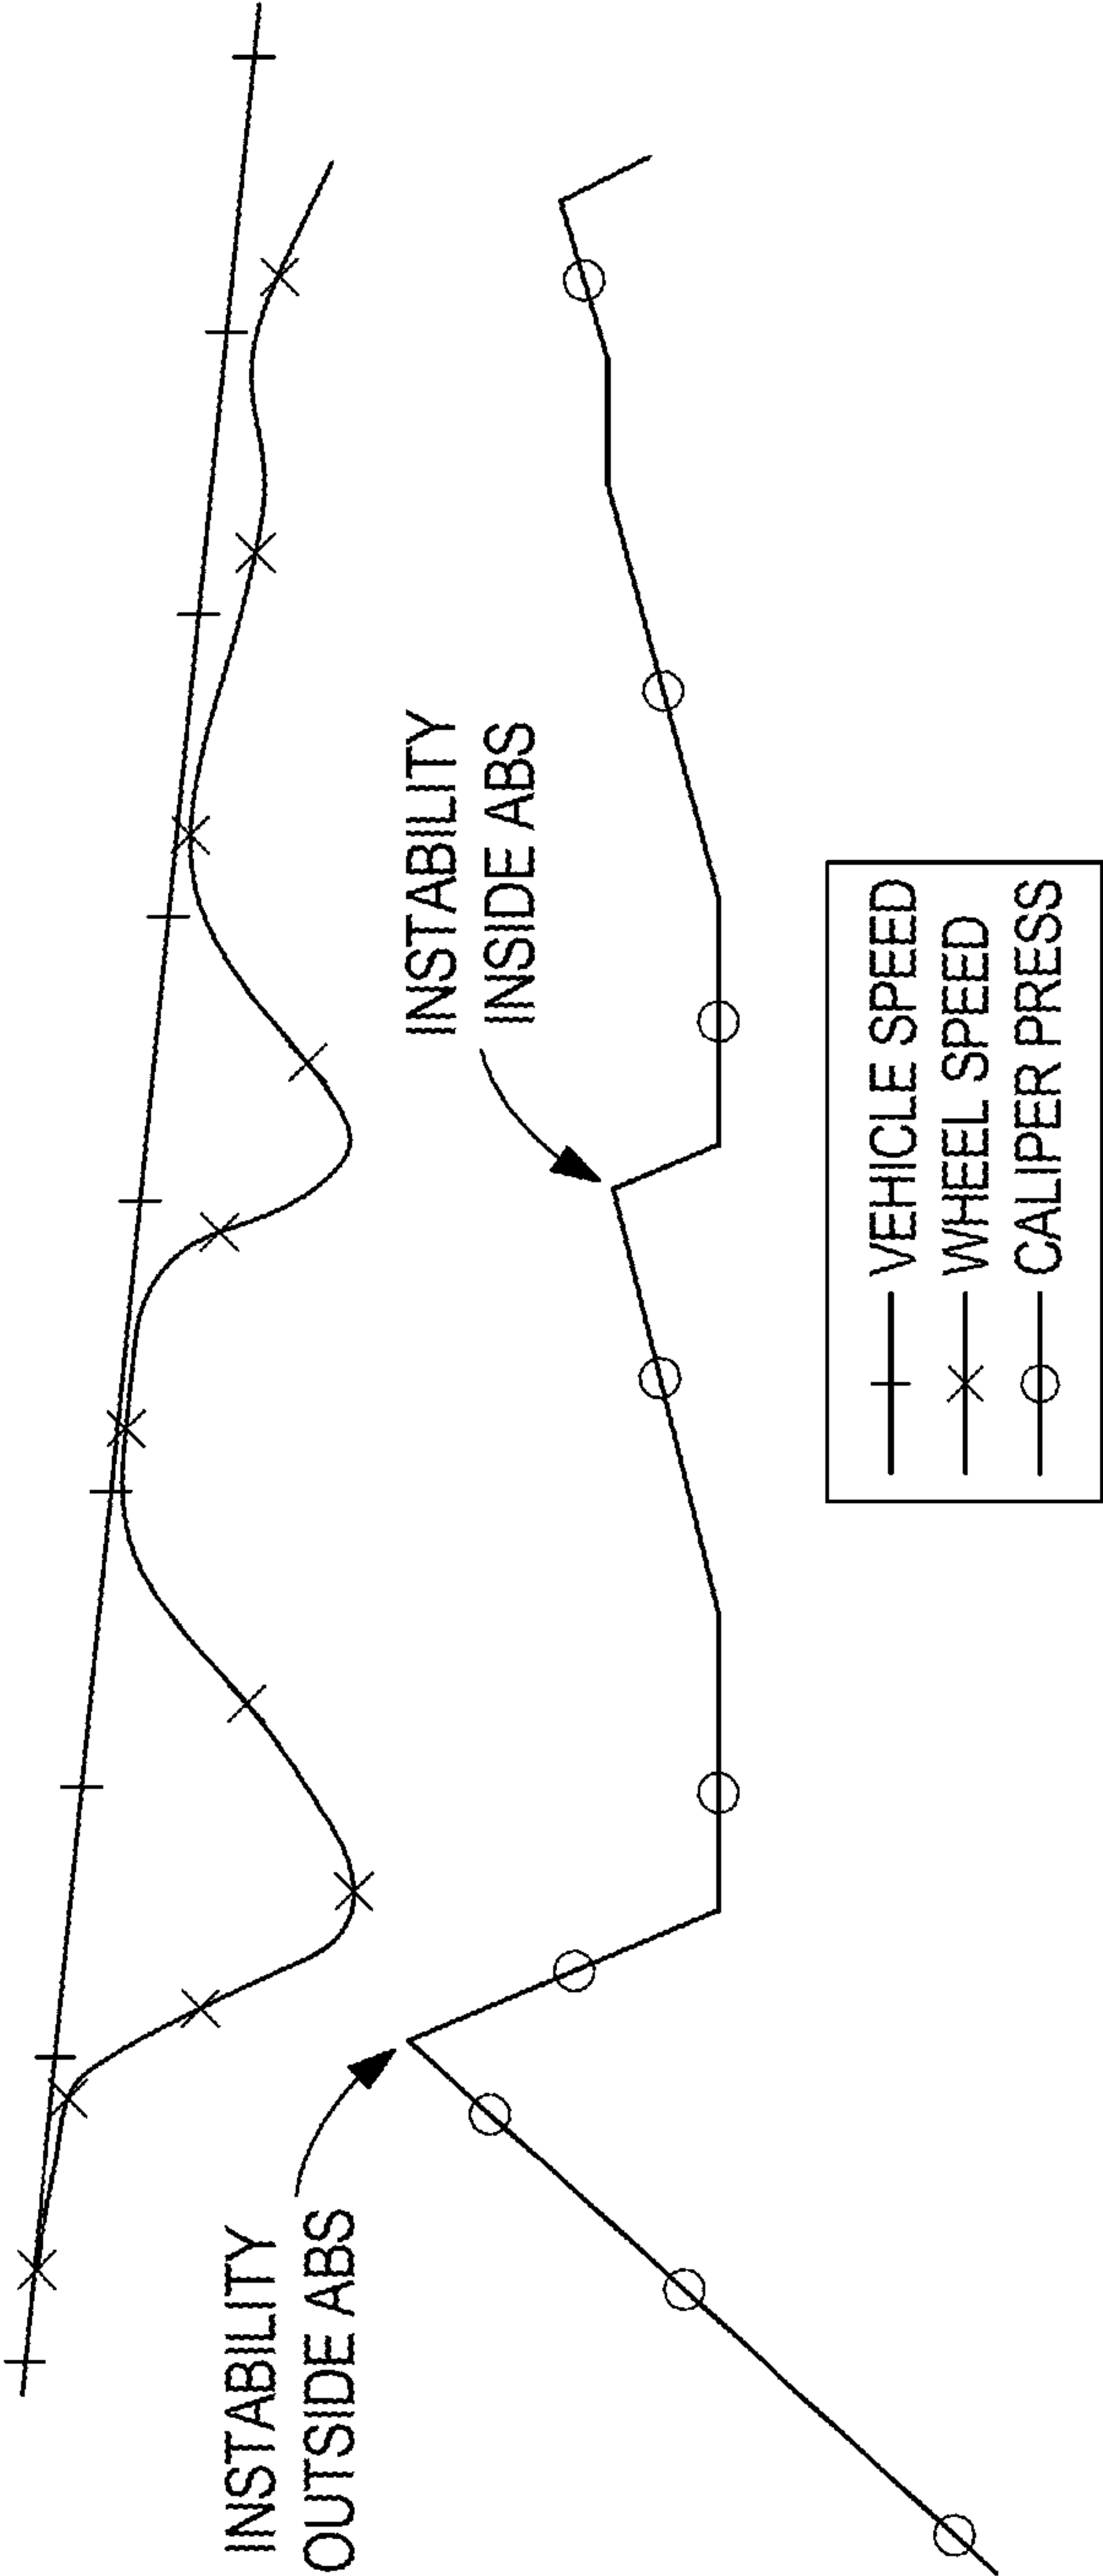 INSTABILITY
OUTSIDE ABS
INSTABILITY
INSIDE ABS
VEHICLE SPEED
WHEEL SPEED
CALIPER PRESS